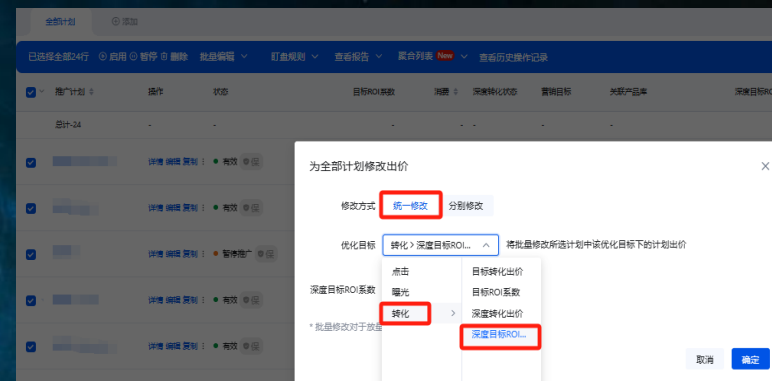 全部计划 添加
已选择全部24行 启用 暂停 删除 批量编辑 盯盘规则 查看报告 聚合列表 New 查看历史操作记录
推广计划 操作 状态 目标ROI系数 消费 深度转化状态 营销目标 关联产品库 深度目标RO
总计-24 - - - - - - -
详情 编辑 复制 有效
为全部计划修改出价
详情 编辑 复制 有效
修改方式 统一修改 分别修改
详情 编辑 复制 暂停推广
优化目标 转化 > 深度目标ROI... 将批量修改所选计划中该优化目标下的计划出价
点击 目标转化出价
详情 编辑 复制 有效
深度目标ROI系数 曝光 目标ROI系数
转化 深度转化出价
* 批量修改对于放
深度目标ROI...
详情 编辑 复制 有效
取消 确定